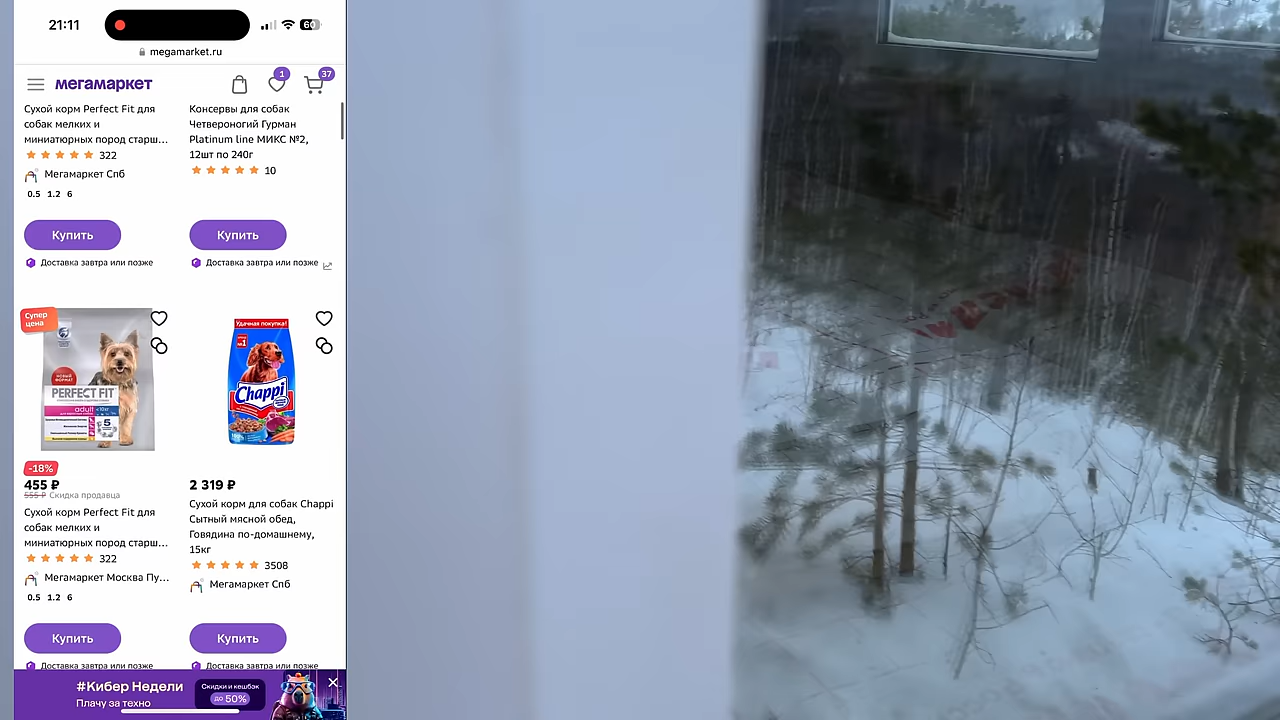 21:11
60
megamarket.ru
мегамаркет
1
37
Сухой корм Perfect Fit для
собак мелких и
миниатюрных пород старш...
322
Мегамаркет Спб
0.5 1.2 6
Купить
Доставка завтра или позже
Консервы для собак
Четвероногий Гурман
Platinum line МИКС №2,
12шт по 240г
10
Купить
Доставка завтра или позже
Супер
цена
НОВЫЙ
ФОРМАТ
PERFECT FIT
adult
5
-18%
455 ₽
555 ₽ Скидка продавца
Сухой корм Perfect Fit для
собак мелких и
миниатюрных пород старш...
322
Мегамаркет Москва Пу...
0.5 1.2 6
Купить
Доставка завтра или позже
Удачная покупка!
№1
Chappi
2 319 ₽
Сухой корм для собак Chappi
Сытный мясной обед,
Говядина по-домашнему,
15кг
3508
Мегамаркет Спб
Купить
Доставка завтра или позже
#Кибер Недели
Плачу за техно
Скидки и кешбэк
до 50%